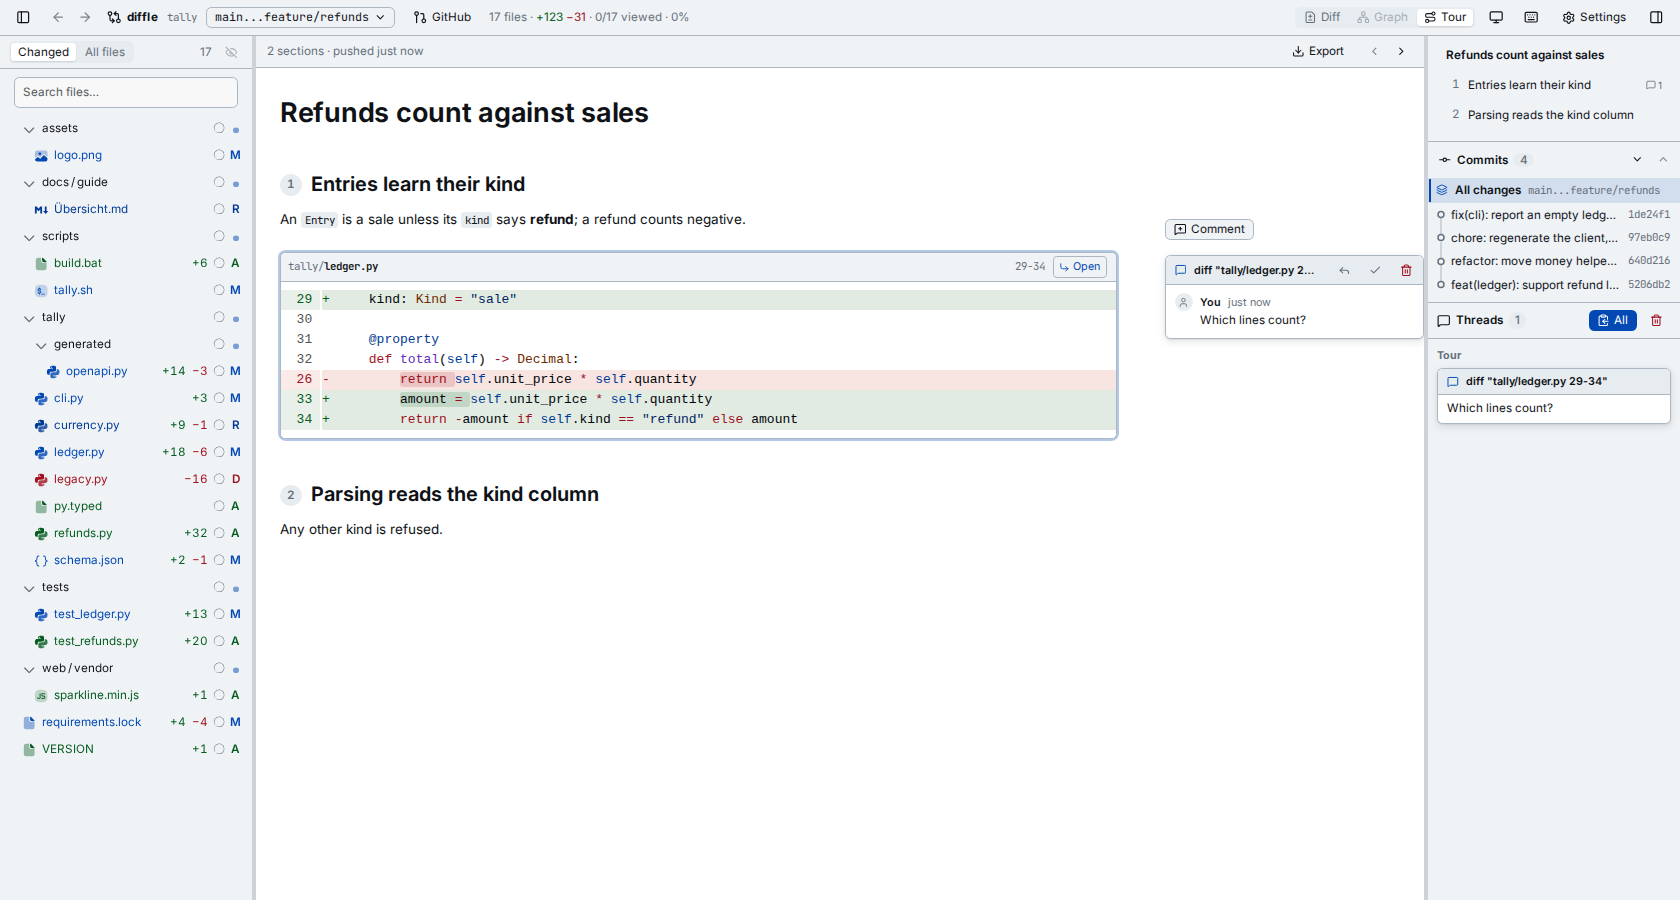 diffle tally main...feature/refunds GitHub 17 files · +123 −31 · 0/17 viewed · 0% Diff Graph Tour Settings
Changed All files 17
Search files...
assets
logo.png M
docs/guide
Übersicht.md R
scripts
build.bat +6 A
tally.sh M
tally
generated
openapi.py +14 −3 M
cli.py +3 M
currency.py +9 −1 R
ledger.py +18 −6 M
legacy.py −16 D
py.typed A
refunds.py +32 A
schema.json +2 −1 M
tests
test_ledger.py +13 M
test_refunds.py +20 A
web/vendor
sparkline.min.js +1 A
requirements.lock +4 −4 M
VERSION +1 A
2 sections · pushed just now Export
Refunds count against sales
1 Entries learn their kind
An Entry is a sale unless its kind says refund; a refund counts negative.
tally/ledger.py 29-34 Open
29 + kind: Kind = "sale"
30
31 @property
32 def total(self) -> Decimal:
26 - return self.unit_price * self.quantity
33 + amount = self.unit_price * self.quantity
34 + return -amount if self.kind == "refund" else amount
2 Parsing reads the kind column
Any other kind is refused.
Comment
diff "tally/ledger.py 2...
You just now
Which lines count?
Refunds count against sales
1 Entries learn their kind 1
2 Parsing reads the kind column
Commits 4
All changes main...feature/refunds
fix(cli): report an empty ledg... 1de24f1
chore: regenerate the client,... 97eb0c9
refactor: move money helpe... 640d216
feat(ledger): support refund l... 5206db2
Threads 1 All
Tour
diff "tally/ledger.py 29-34"
Which lines count?